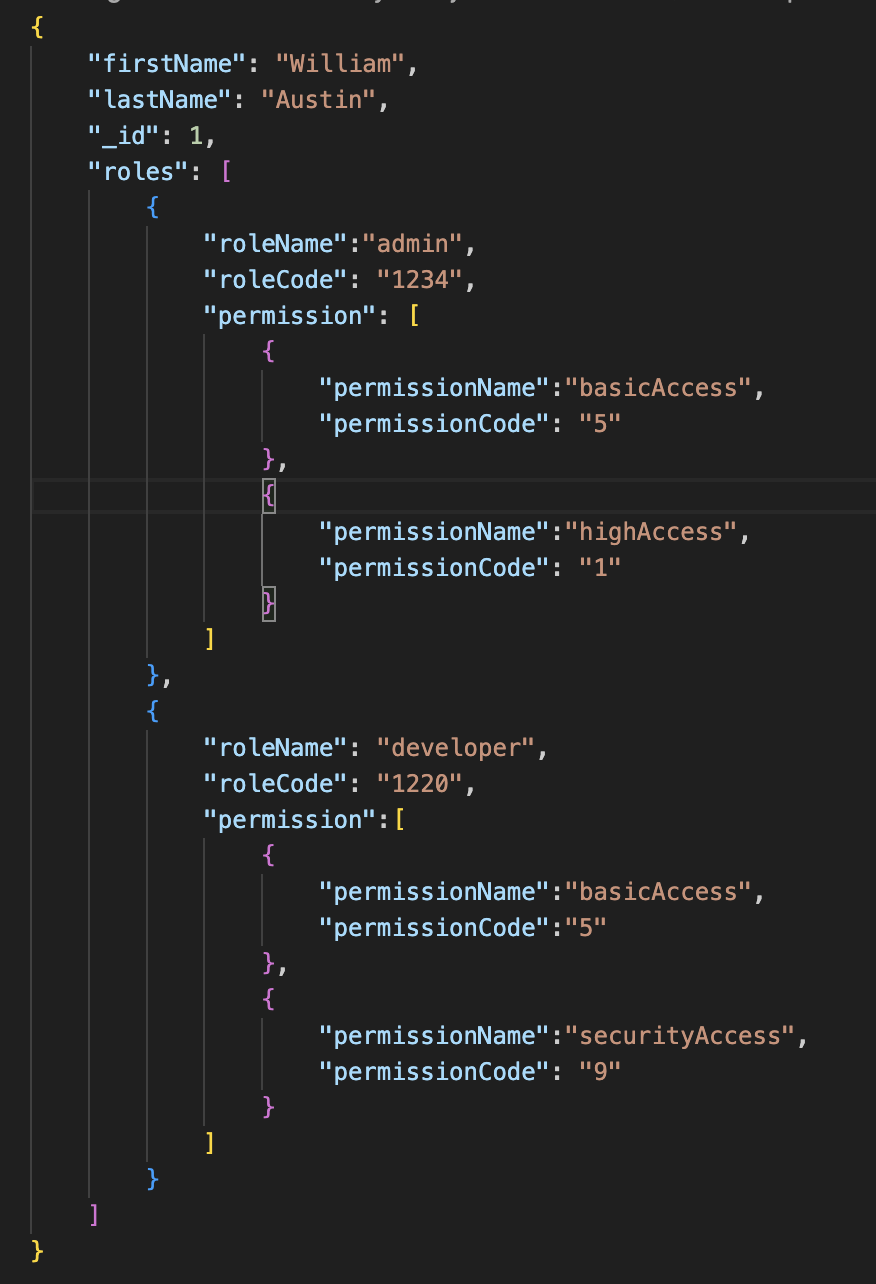 {
    "firstName": "William",
    "lastName": "Austin",
    "_id": 1,
    "roles": [
        {
            "roleName":"admin",
            "roleCode": "1234",
            "permission": [
                {
                    "permissionName":"basicAccess",
                    "permissionCode": "5"
                },
                {
                    "permissionName":"highAccess",
                    "permissionCode": "1"
                }
            ]
        },
        {
            "roleName": "developer",
            "roleCode": "1220",
            "permission":[
                {
                    "permissionName":"basicAccess",
                    "permissionCode":"5"
                },
                {
                    "permissionName":"securityAccess",
                    "permissionCode": "9"
                }
            ]
        }
    ]
}